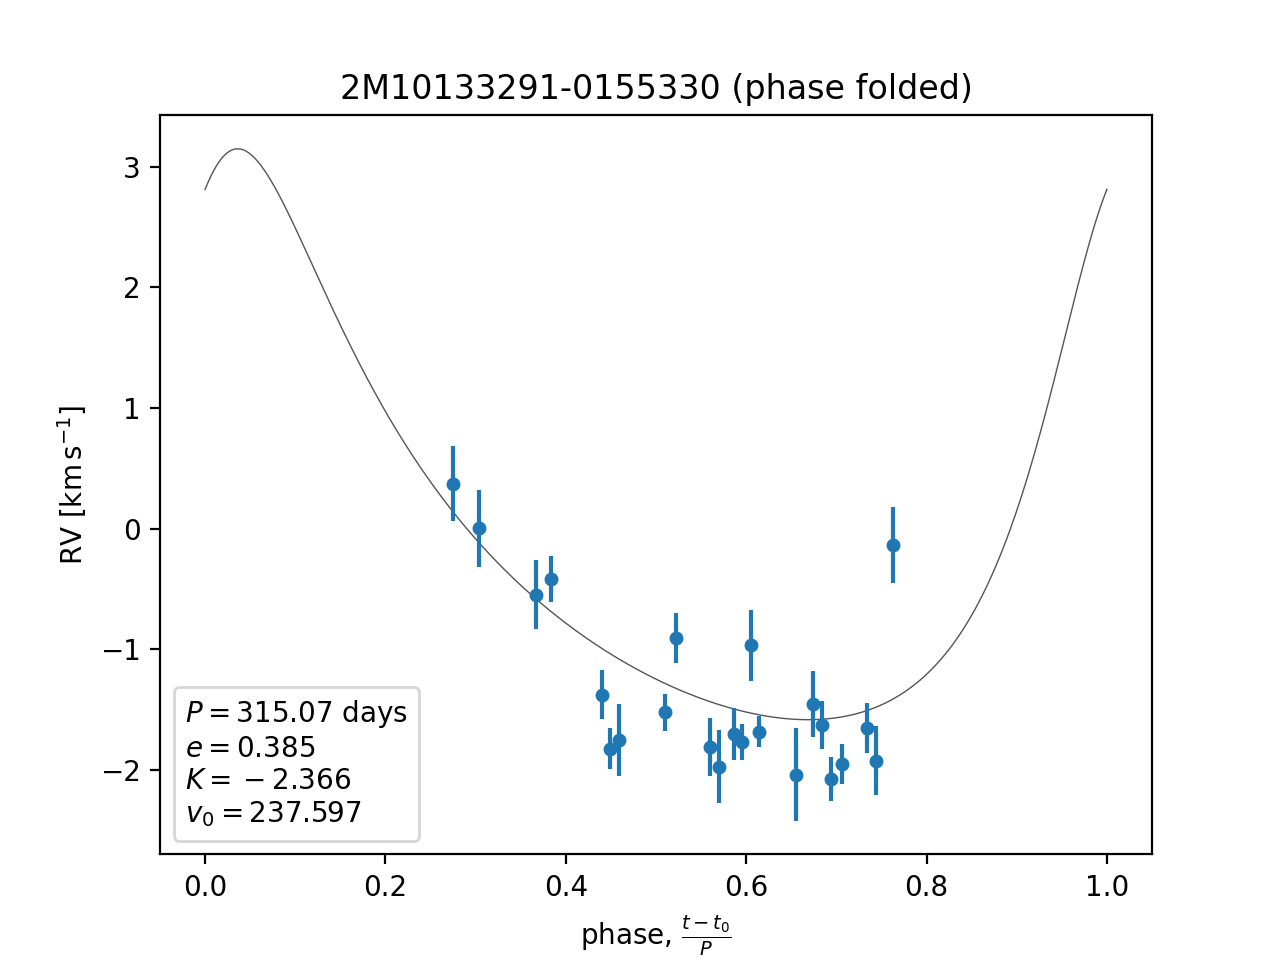 2M10133291-0155330 (phase folded)
3
2
1
0
−1
−2
RV [km s⁻¹]
P = 315.07 days
e = 0.385
K = −2.366
v₀ = 237.597
0.0 0.2 0.4 0.6 0.8 1.0
phase, (t − t₀)/P